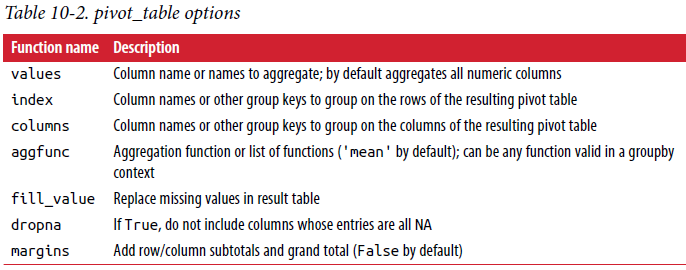 Table 10-2. pivot_table options
Function name Description
values Column name or names to aggregate; by default aggregates all numeric columns
index Column names or other group keys to group on the rows of the resulting pivot table
columns Column names or other group keys to group on the columns of the resulting pivot table
aggfunc Aggregation function or list of functions ('mean' by default); can be any function valid in a groupby
context
fill_value Replace missing values in result table
dropna If True, do not include columns whose entries are all NA
margins Add row/column subtotals and grand total (False by default)